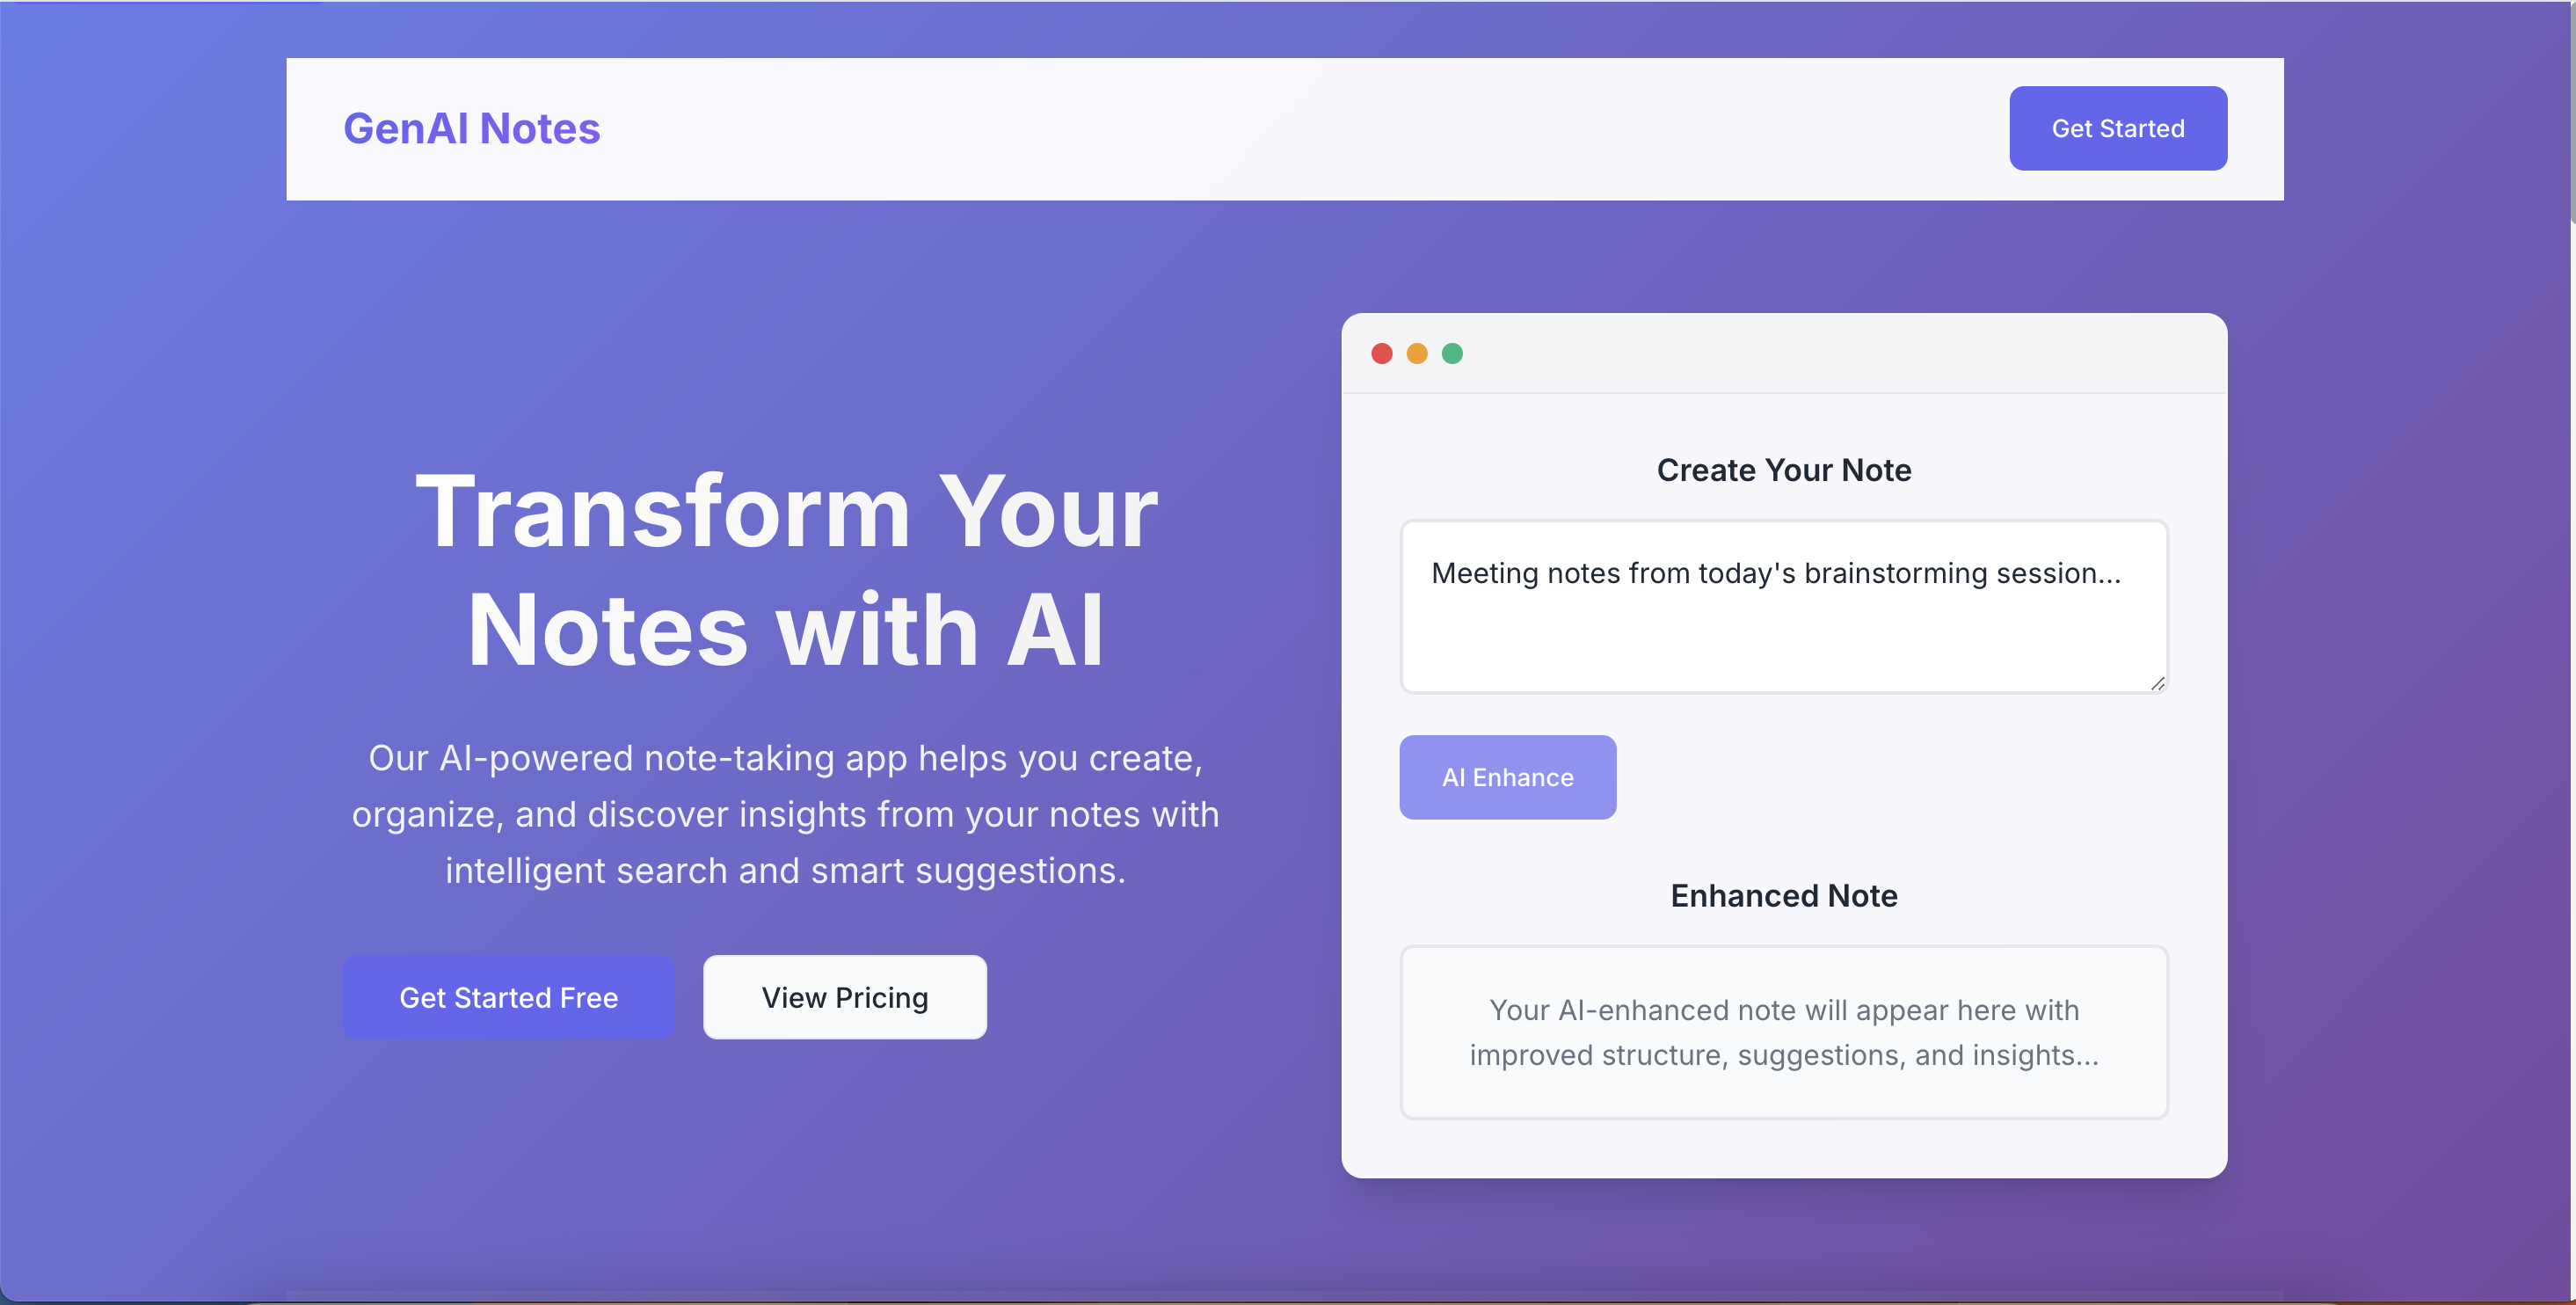 GenAI Notes
Get Started
Transform Your
Notes with AI
Our AI-powered note-taking app helps you create,
organize, and discover insights from your notes with
intelligent search and smart suggestions.
Get Started Free
View Pricing
Create Your Note
Meeting notes from today's brainstorming session...
AI Enhance
Enhanced Note
Your AI-enhanced note will appear here with
improved structure, suggestions, and insights...